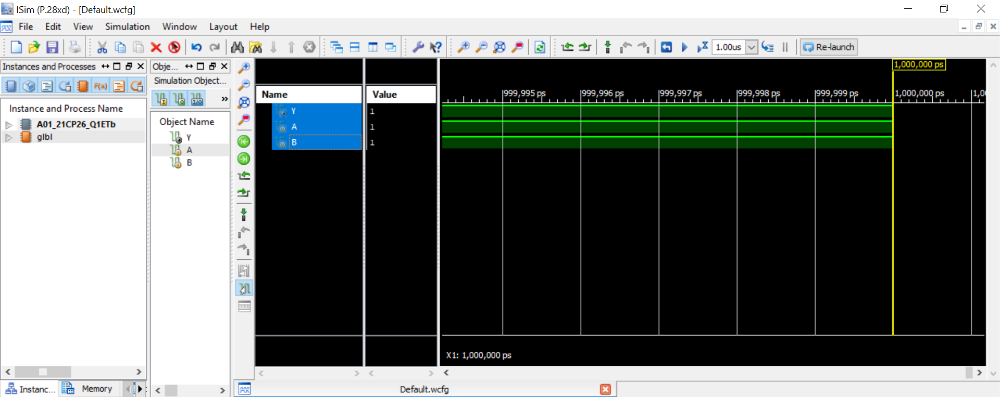 ISim (P.28xd) - [Default.wcfg]
File Edit View Simulation Window Layout Help
1.00us
Re-launch
Instances and Processes
Obje...
F(x)
Simulation Object...
I O I/O »
Instance and Process Name
A01_21CP26_Q1ETb
glbl
Object Name
Y
A
B
Name Value
Y 1
A 1
B 1
1,000,000 ps
999,995 ps 999,996 ps 999,997 ps 999,998 ps 999,999 ps 1,000,000 ps 1,0
X1: 1,000,000 ps
Instanc... Memory
Default.wcfg